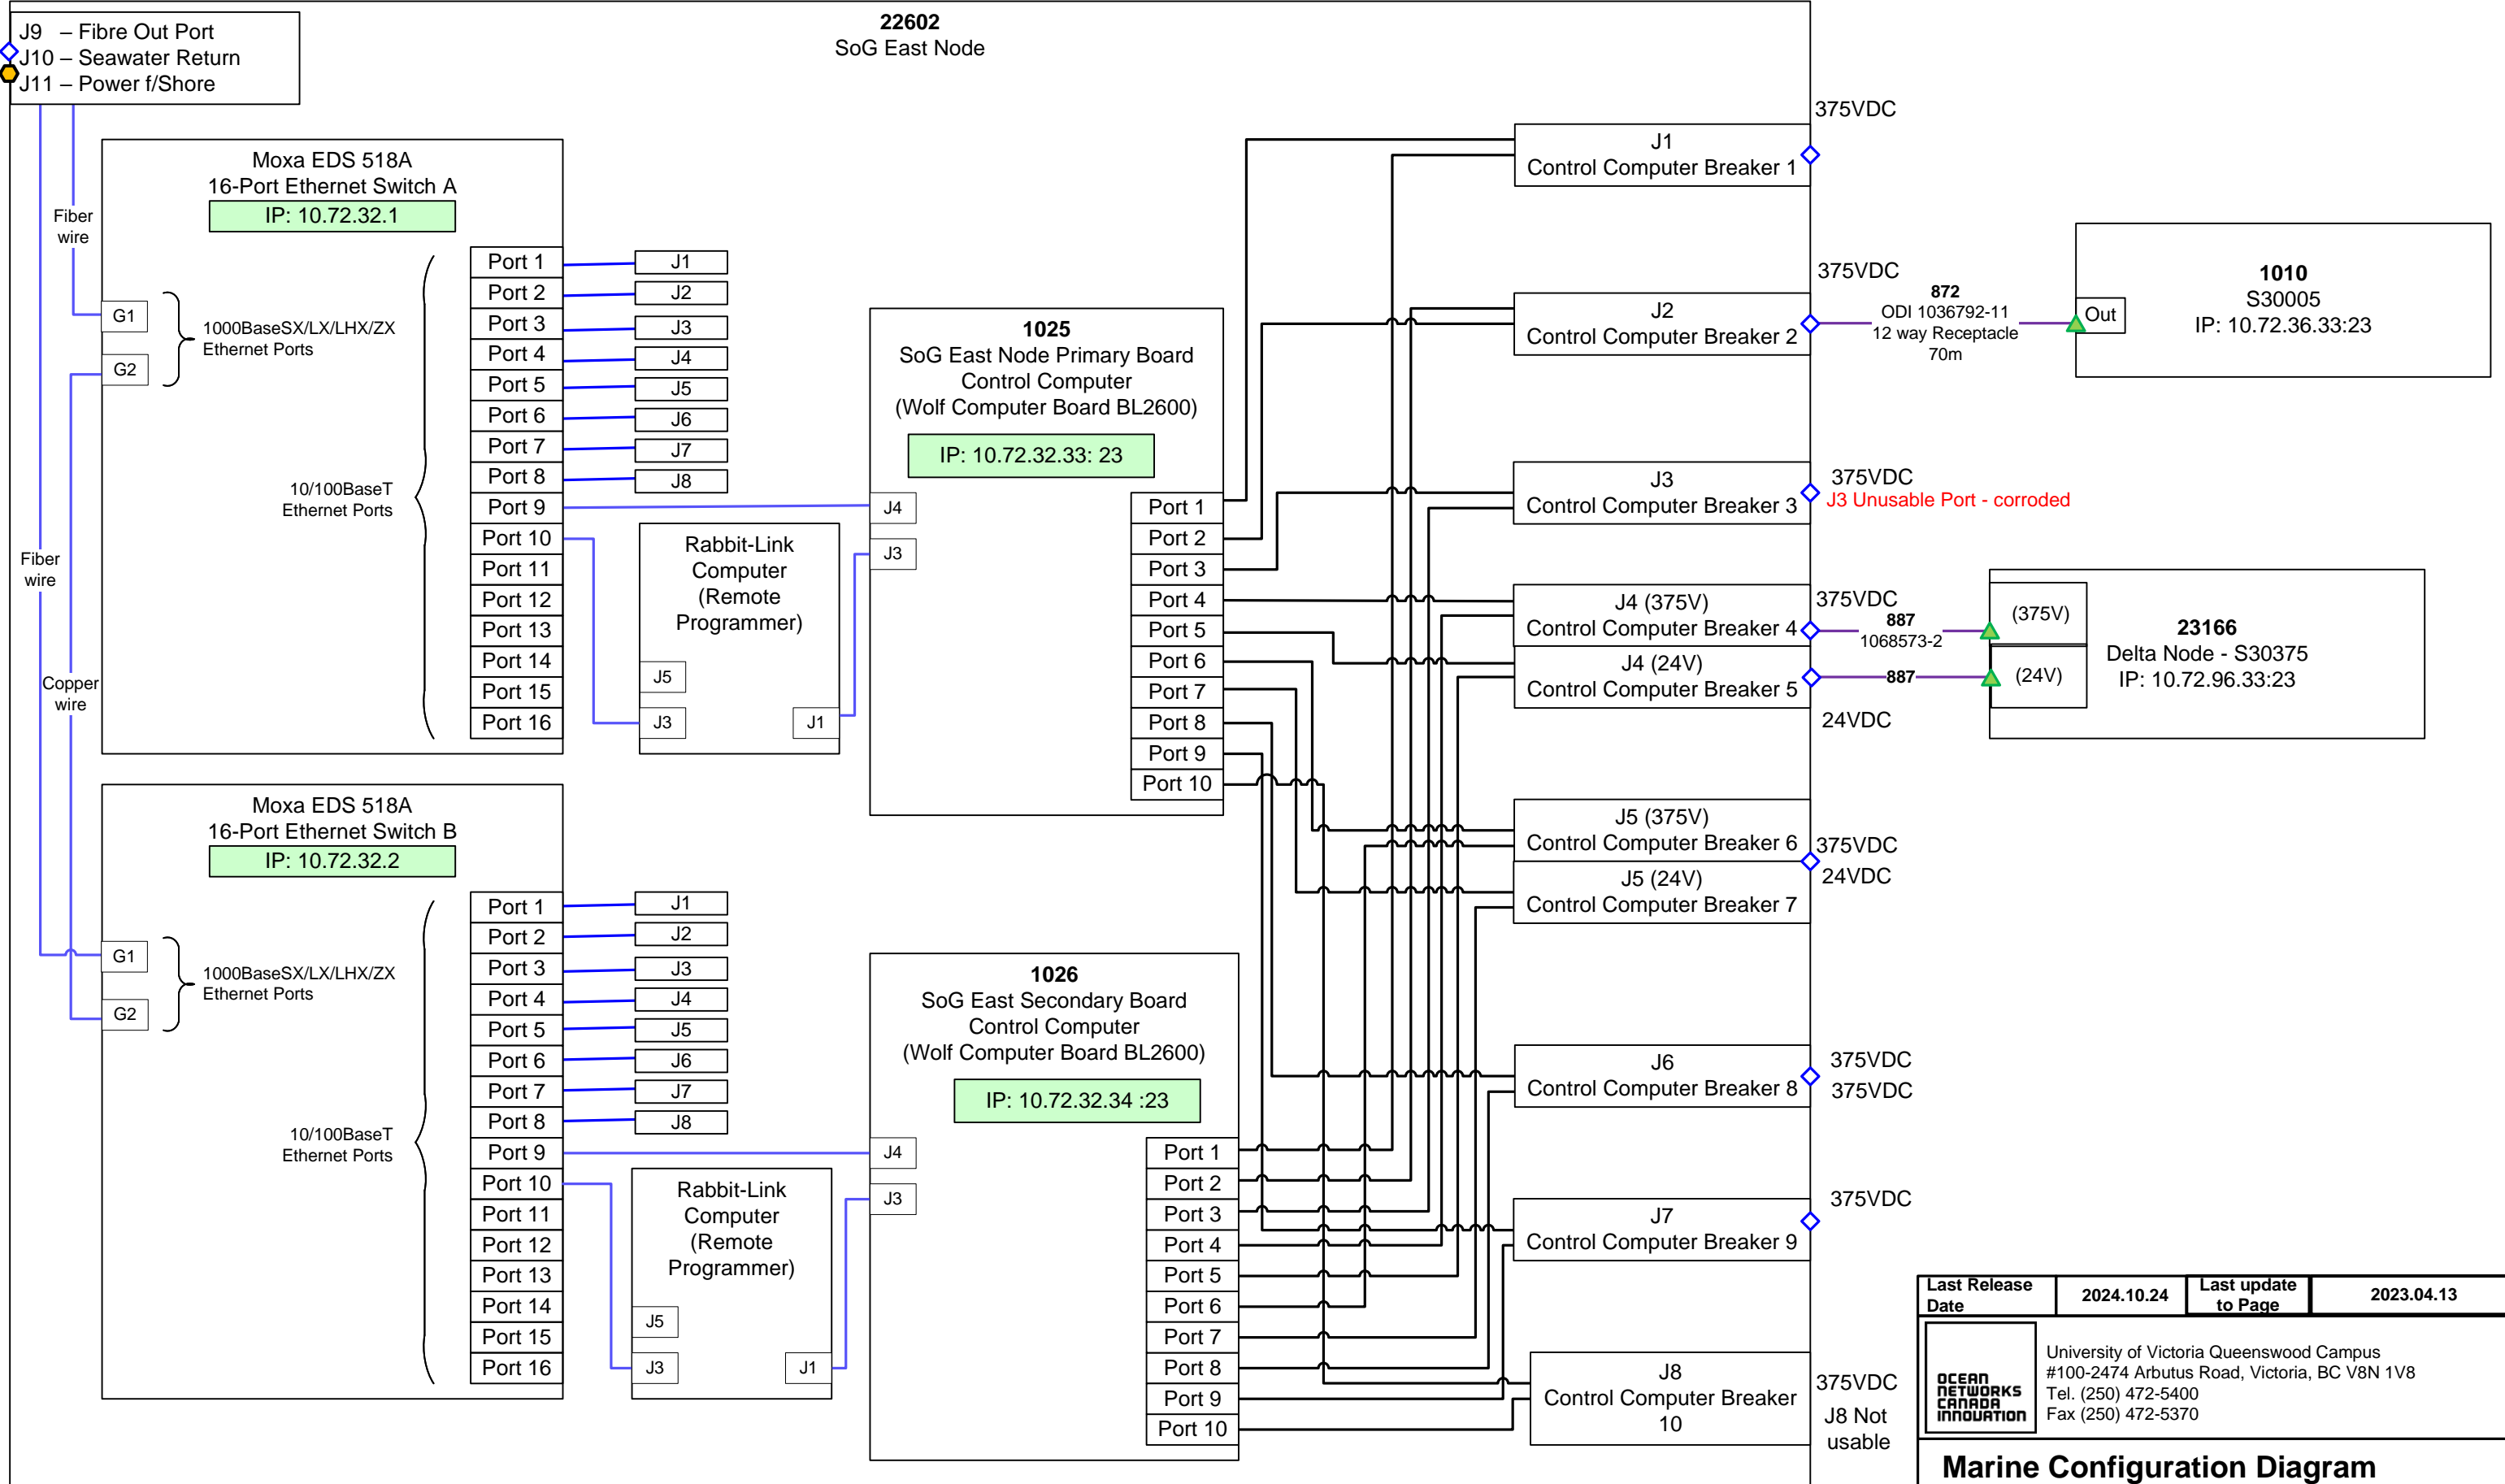 J9 – Fibre Out Port
J10 – Seawater Return
J11 – Power f/Shore
22602
SoG East Node
Moxa EDS 518A
16-Port Ethernet Switch A
IP: 10.72.32.1
Fiber
wire
G1
G2
1000BaseSX/LX/LHX/ZX
Ethernet Ports
10/100BaseT
Ethernet Ports
Port 1
Port 2
Port 3
Port 4
Port 5
Port 6
Port 7
Port 8
Port 9
Port 10
Port 11
Port 12
Port 13
Port 14
Port 15
Port 16
J1
J2
J3
J4
J5
J6
J7
J8
Fiber
wire
Copper
wire
Rabbit-Link
Computer
(Remote
Programmer)
J5
J3
J1
1025
SoG East Node Primary Board
Control Computer
(Wolf Computer Board BL2600)
IP: 10.72.32.33: 23
J4
J3
Port 1
Port 2
Port 3
Port 4
Port 5
Port 6
Port 7
Port 8
Port 9
Port 10
Moxa EDS 518A
16-Port Ethernet Switch B
IP: 10.72.32.2
G1
G2
1000BaseSX/LX/LHX/ZX
Ethernet Ports
10/100BaseT
Ethernet Ports
Port 1
Port 2
Port 3
Port 4
Port 5
Port 6
Port 7
Port 8
Port 9
Port 10
Port 11
Port 12
Port 13
Port 14
Port 15
Port 16
J1
J2
J3
J4
J5
J6
J7
J8
Rabbit-Link
Computer
(Remote
Programmer)
J5
J3
J1
1026
SoG East Secondary Board
Control Computer
(Wolf Computer Board BL2600)
IP: 10.72.32.34 :23
J4
J3
Port 1
Port 2
Port 3
Port 4
Port 5
Port 6
Port 7
Port 8
Port 9
Port 10
375VDC
J1
Control Computer Breaker 1
375VDC
J2
Control Computer Breaker 2
872
ODI 1036792-11
12 way Receptacle
70m
Out
1010
S30005
IP: 10.72.36.33:23
J3
Control Computer Breaker 3
375VDC
J3 Unusable Port - corroded
J4 (375V)
Control Computer Breaker 4
375VDC
887
1068573-2
J4 (24V)
Control Computer Breaker 5
887
24VDC
(375V)
(24V)
23166
Delta Node - S30375
IP: 10.72.96.33:23
J5 (375V)
Control Computer Breaker 6
375VDC
24VDC
J5 (24V)
Control Computer Breaker 7
J6
Control Computer Breaker 8
375VDC
375VDC
J7
Control Computer Breaker 9
375VDC
J8
Control Computer Breaker
10
375VDC
J8 Not
usable
Last Release
Date
2024.10.24
Last update
to Page
2023.04.13
OCEAN
NETWORKS
CANADA
INNOVATION
University of Victoria Queenswood Campus
#100-2474 Arbutus Road, Victoria, BC V8N 1V8
Tel. (250) 472-5400
Fax (250) 472-5370
Marine Configuration Diagram